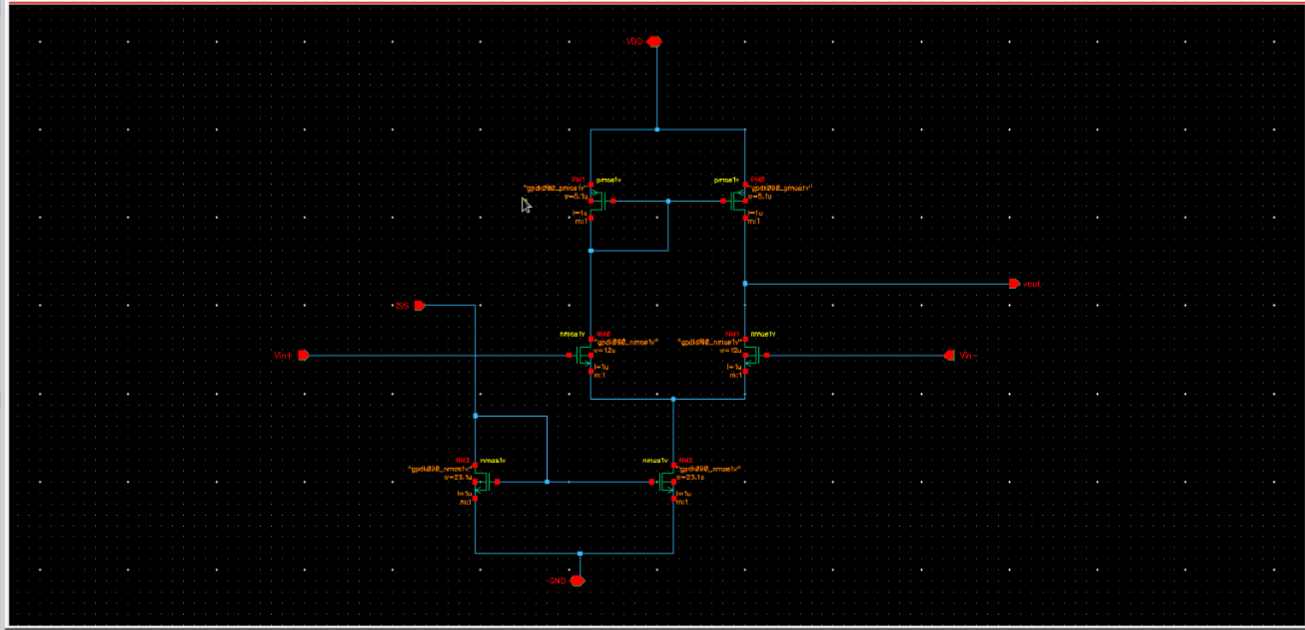 VDD
PM1 pmos1v
"gpdk090_pmos1v"
w=5.1u
l=1u
m:1
pmos1v PM0
"gpdk090_pmos1v"
w=5.1u
l=1u
m:1
Vout
ISS
nmos1v NM0
"gpdk090_nmos1v"
w=12u
l=1u
m:1
NM1 nmos1v
"gpdk090_nmos1v"
w=12u
l=1u
m:1
Vin+
Vin-
nmos1v
"gpdk090_nmos1v"
w=23.1u
l=1u
m:1
nmos1v
"gpdk090_nmos1v"
w=23.1u
l=1u
m:1
GND